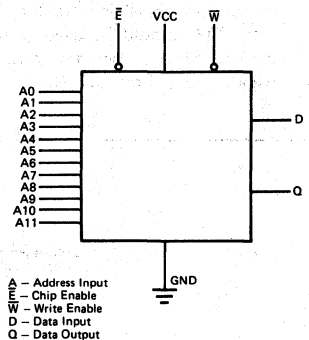 E̅ VCC W̅
A0
A1
A2
A3
A4
A5
A6
A7
A8
A9
A10
A11
D
Q
GND
A – Address Input
E̅ – Chip Enable
W̅ – Write Enable
D – Data Input
Q – Data Output